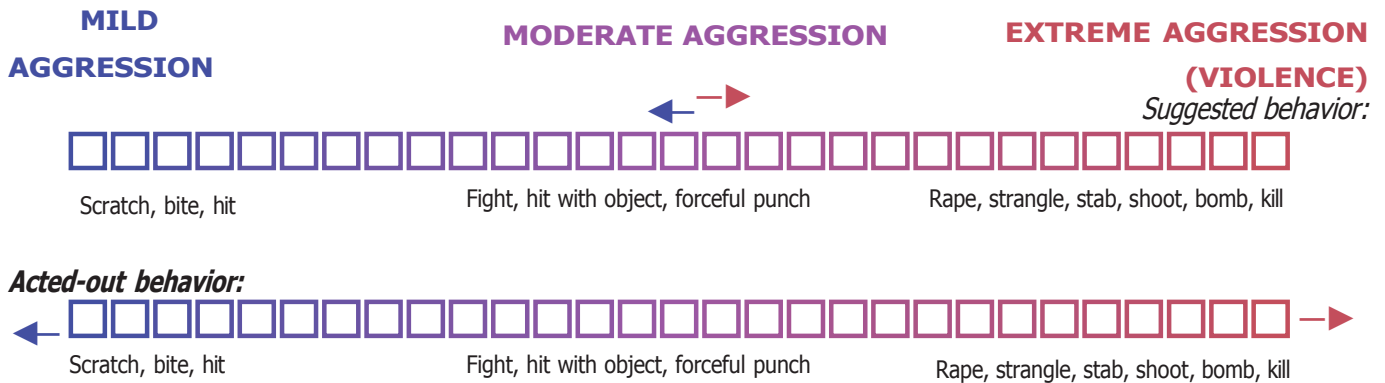 MILD
AGGRESSION
MODERATE AGGRESSION
EXTREME AGGRESSION
(VIOLENCE)
Suggested behavior:
Scratch, bite, hit
Fight, hit with object, forceful punch
Rape, strangle, stab, shoot, bomb, kill
Acted-out behavior:
Scratch, bite, hit
Fight, hit with object, forceful punch
Rape, strangle, stab, shoot, bomb, kill